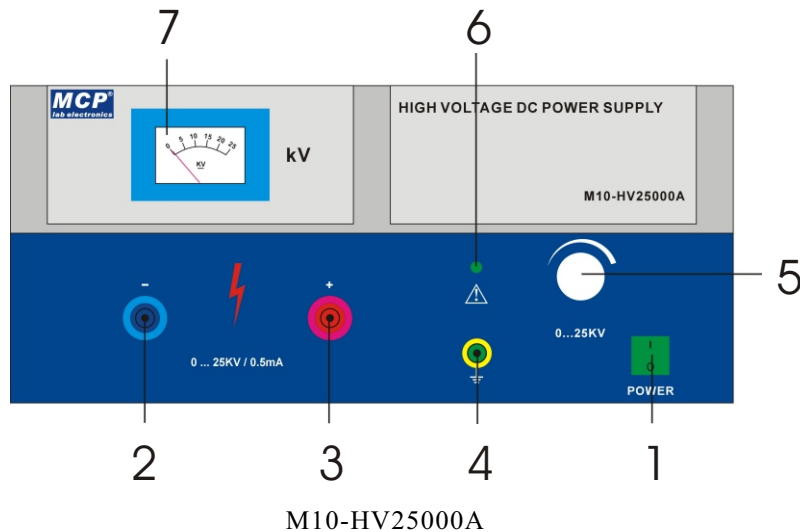 7
6
MCP®
lab electronics
HIGH VOLTAGE DC POWER SUPPLY
0 5 10 15 20 25
KV
kV
M10-HV25000A
5
- +
0...25KV
0 ... 25KV / 0.5mA
I
O
POWER
2 3 4 1
M10-HV25000A